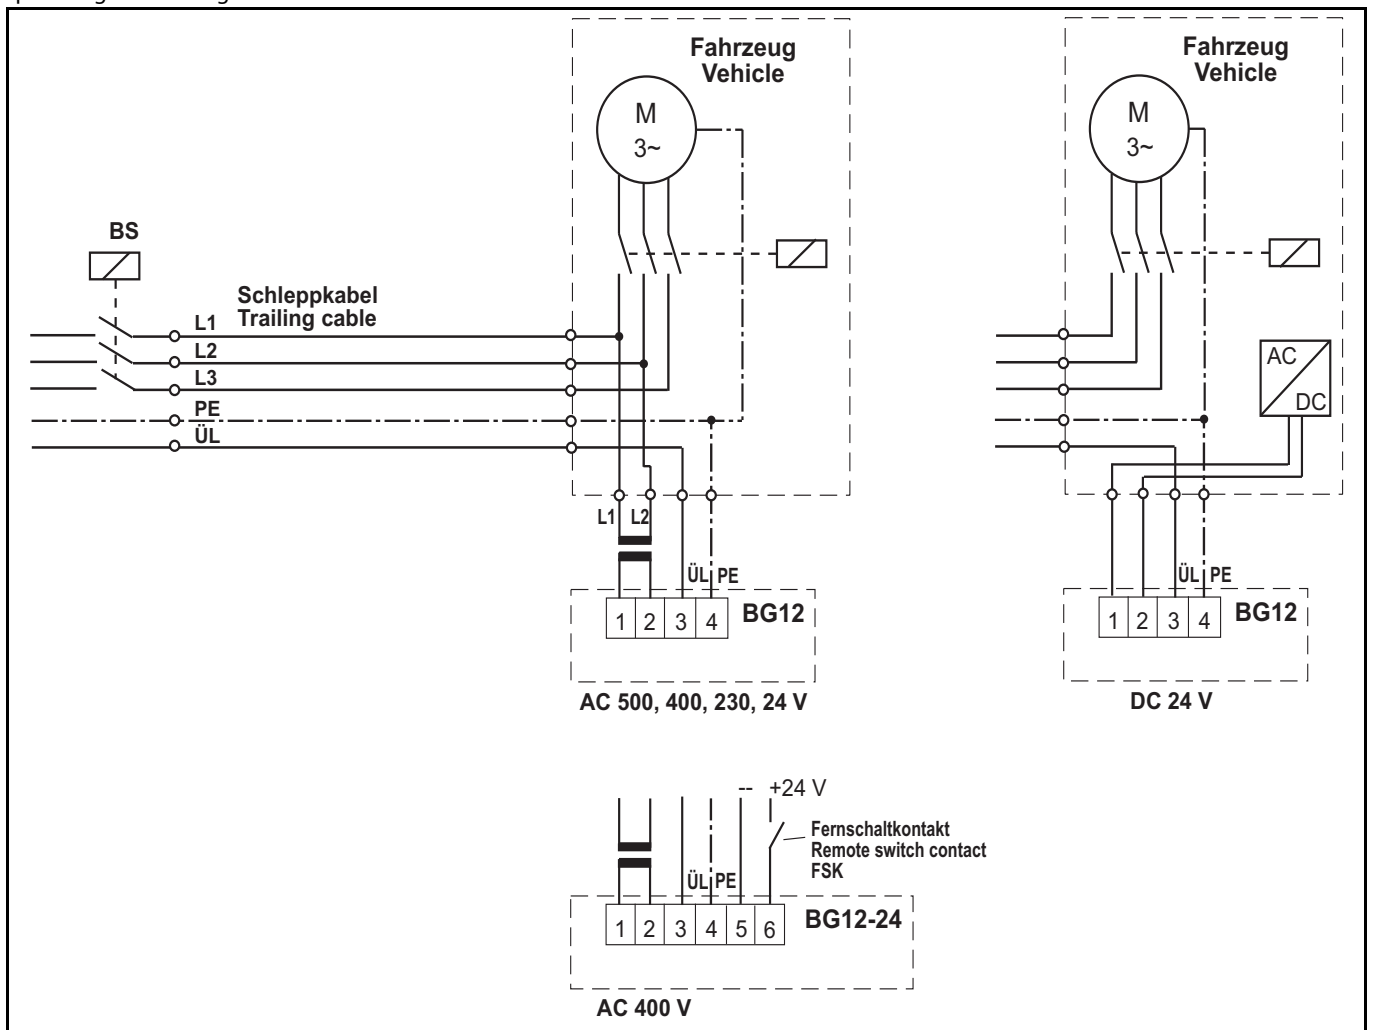 Fahrzeug
Vehicle
M
3~
BS
Schleppkabel
Trailing cable
L1
L2
L3
PE
ÜL
L1 L2
ÜL PE
1 2 3 4
BG12
AC 500, 400, 230, 24 V
Fahrzeug
Vehicle
M
3~
AC
DC
ÜL PE
1 2 3 4
BG12
DC 24 V
-- +24 V
Fernschaltkontakt
Remote switch contact
FSK
ÜL PE
1 2 3 4 5 6
BG12-24
AC 400 V